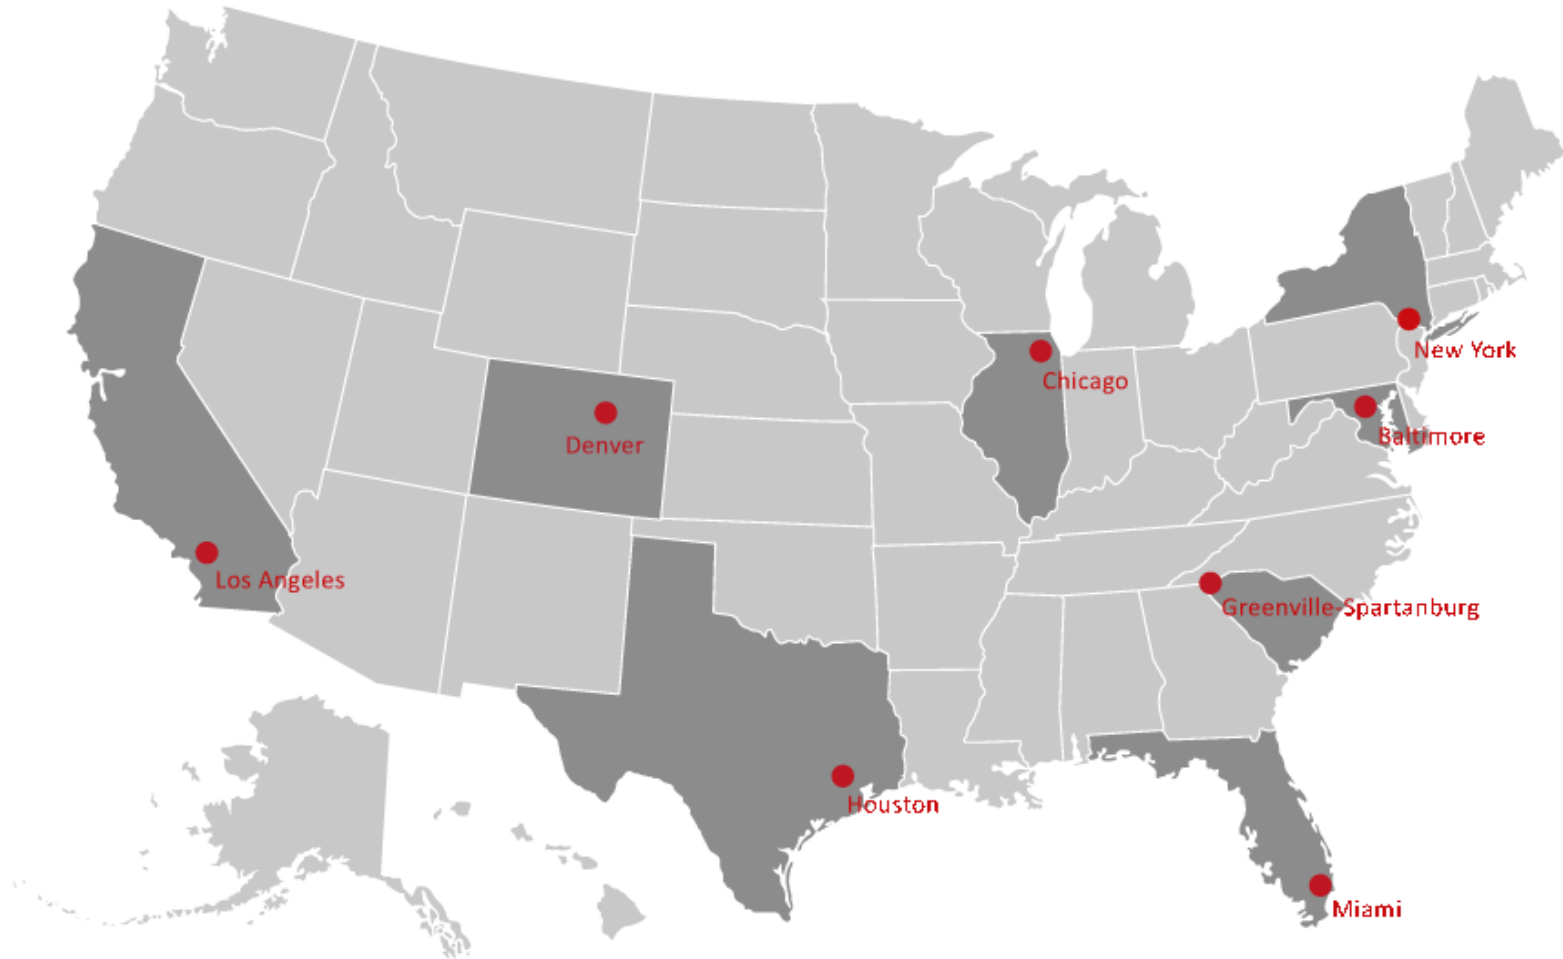 New York
Chicago
Baltimore
Denver
Los Angeles
Greenville-Spartanburg
Houston
Miami